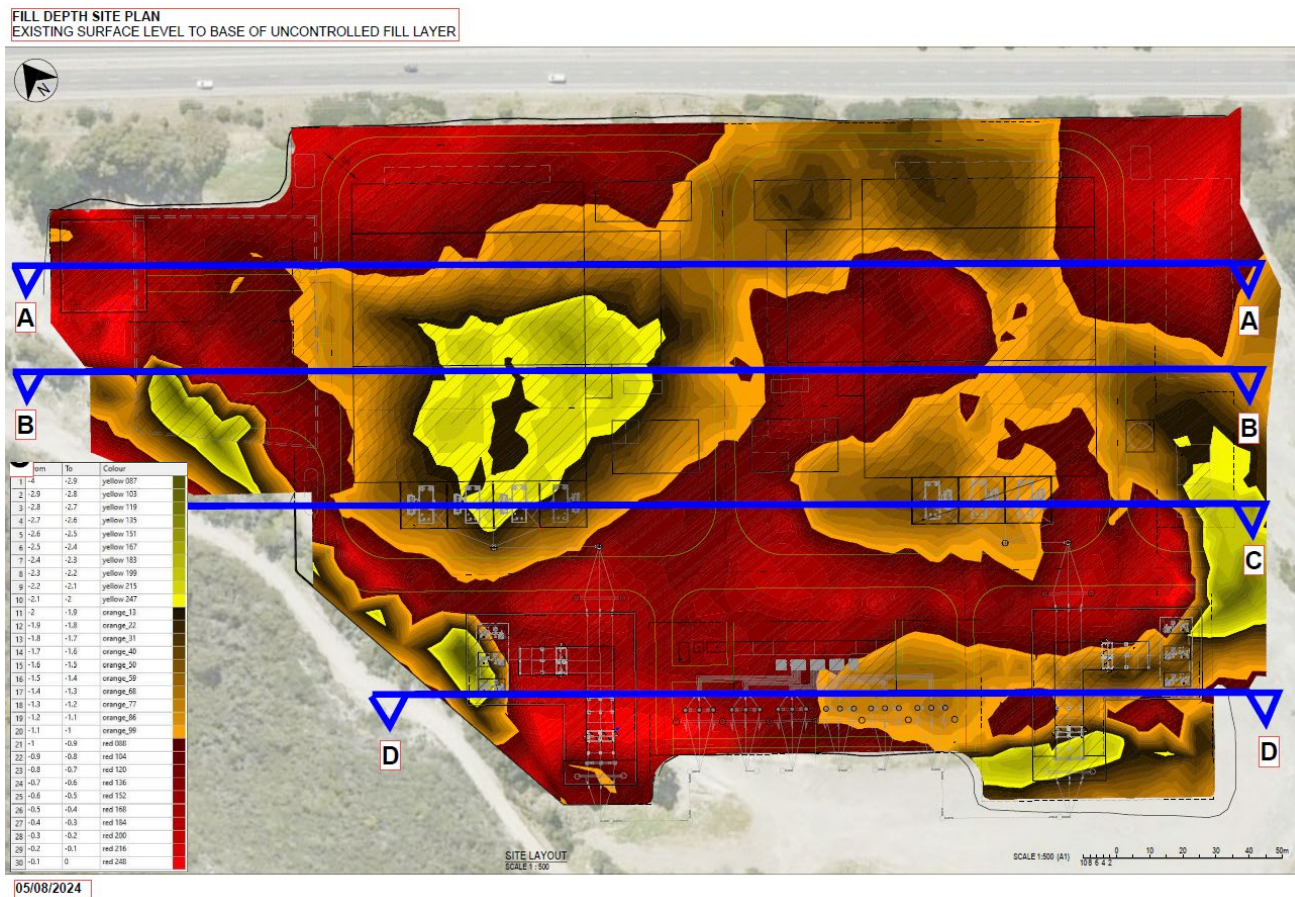 FILL DEPTH SITE PLAN
EXISTING SURFACE LEVEL TO BASE OF UNCONTROLLED FILL LAYER
N
A
A
B
B
C
D
D
To Colour
1 -4 -2.9 yellow 087
2 -2.9 -2.8 yellow 103
3 -2.8 -2.7 yellow 119
4 -2.7 -2.6 yellow 135
5 -2.6 -2.5 yellow 151
6 -2.5 -2.4 yellow 167
7 -2.4 -2.3 yellow 183
8 -2.3 -2.2 yellow 199
9 -2.2 -2.1 yellow 215
10 -2.1 -2 yellow 247
11 -2 -1.9 orange_13
12 -1.9 -1.8 orange_22
13 -1.8 -1.7 orange_31
14 -1.7 -1.6 orange_40
15 -1.6 -1.5 orange_50
16 -1.5 -1.4 orange_59
17 -1.4 -1.3 orange_68
18 -1.3 -1.2 orange_77
19 -1.2 -1.1 orange_86
20 -1.1 -1 orange_99
21 -1 -0.9 red 088
22 -0.9 -0.8 red 104
23 -0.8 -0.7 red 120
24 -0.7 -0.6 red 136
25 -0.6 -0.5 red 152
26 -0.5 -0.4 red 168
27 -0.4 -0.3 red 184
28 -0.3 -0.2 red 200
29 -0.2 -0.1 red 216
30 -0.1 0 red 248
SITE LAYOUT
SCALE 1 : 500
SCALE 1:500 (A1)
10 8 6 4 2 0 10 20 30 40 50m
05/08/2024